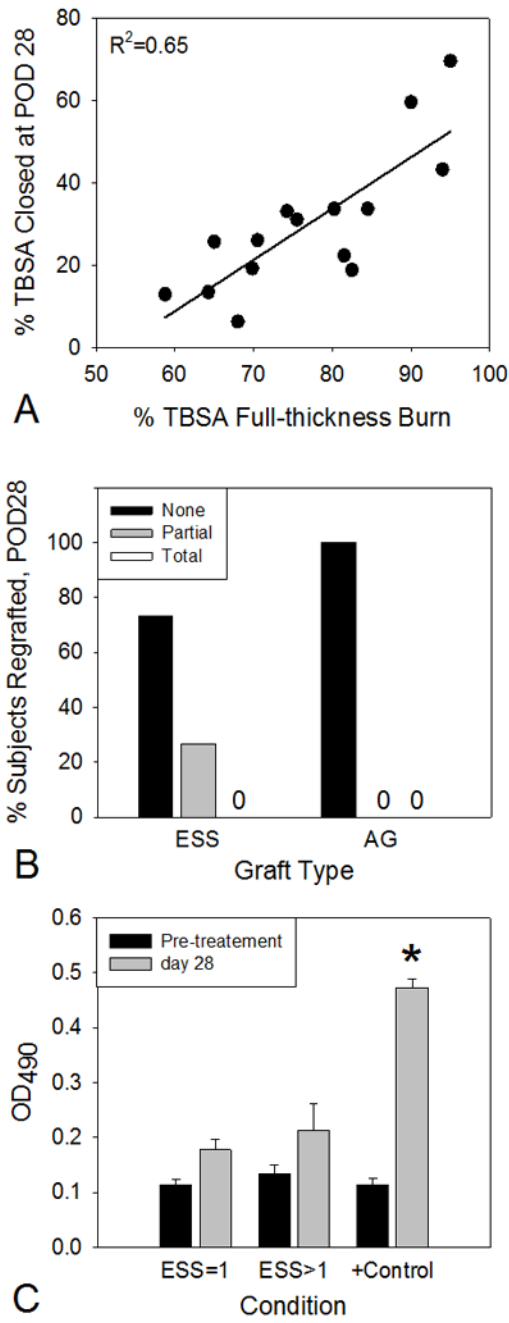 80
60
40
20
0
R²=0.65
% TBSA Closed at POD 28
50 60 70 80 90 100
% TBSA Full-thickness Burn
A
None
Partial
Total
100
80
60
40
20
0
% Subjects Regrafted, POD28
0 0 0
ESS AG
Graft Type
B
0.6
0.5
0.4
0.3
0.2
0.1
0.0
Pre-treatement
day 28
*
OD490
ESS=1 ESS>1 +Control
Condition
C